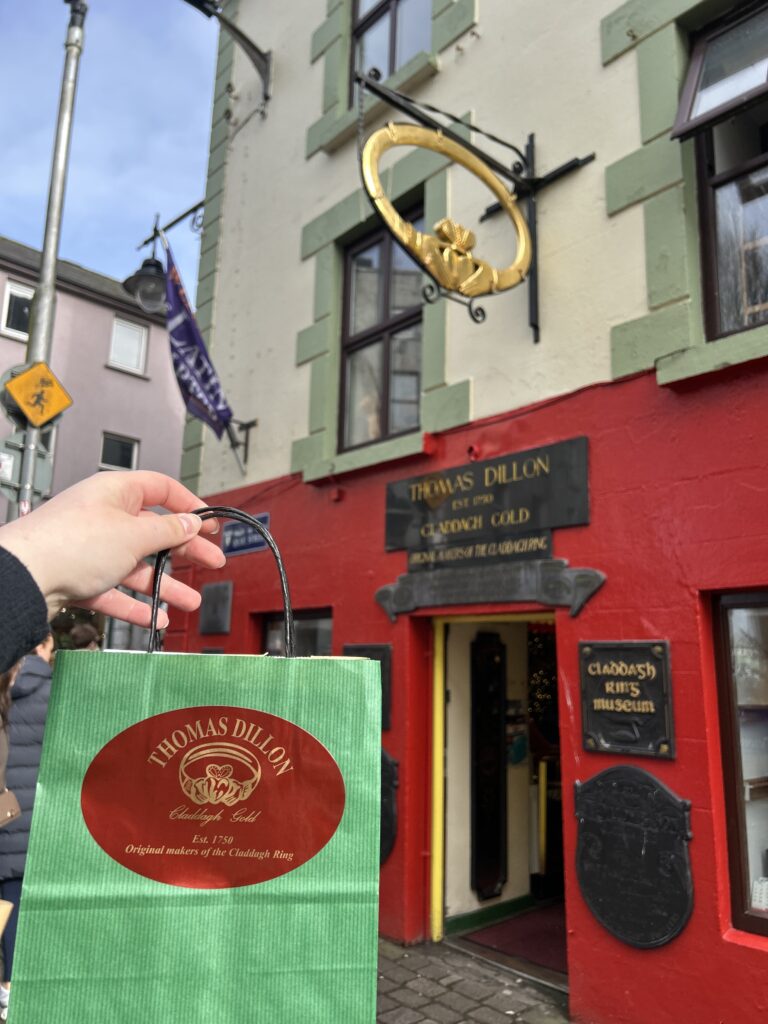 THOMAS DILLON
EST 1750
CLADDAGH GOLD
ORIGINAL MAKERS OF THE CLADDAGH RING
CLADDAGH
RING
MUSEUM
THOMAS DILLON
Claddagh Gold
Est. 1750
Original makers of the Claddagh Ring